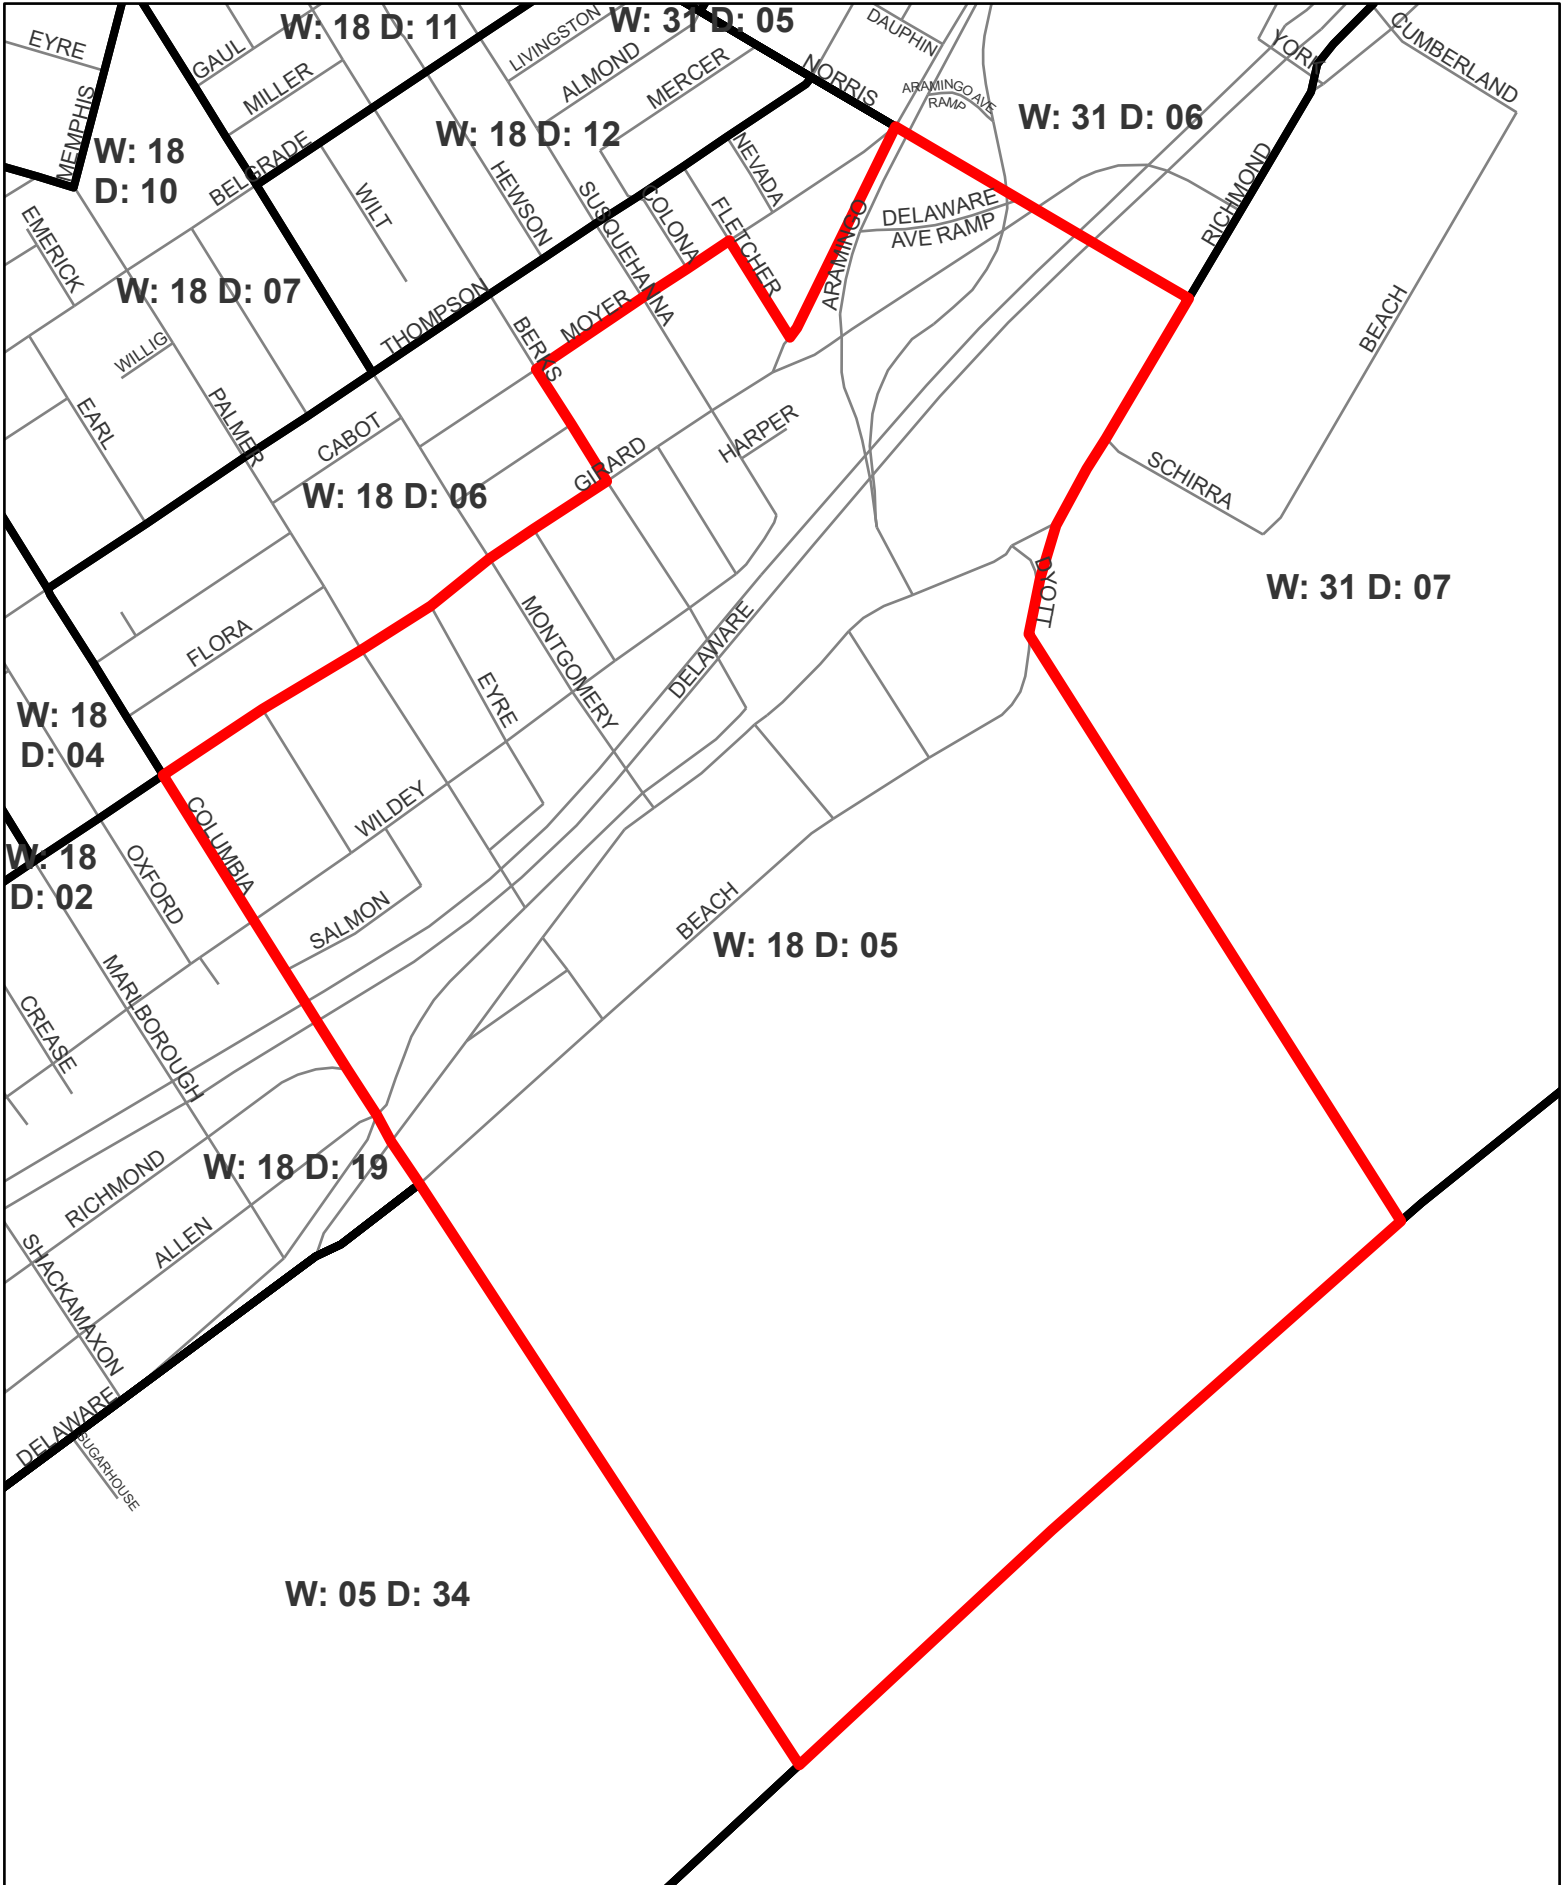 W: 18 D: 11
W: 31 D: 05
EYRE
GAUL
LIVINGSTON
DAUPHIN
CUMBERLAND
YORK
MILLER
ALMOND
MERCER
NORRIS
ARAMINGO AVE
RAMP
MEMPHIS
W: 18
D: 10
W: 18 D: 12
W: 31 D: 06
BELGRADE
WILT
HEWSON
SUSQUEHANNA
COLONA
NEVADA
FLETCHER
ARAMINGO
DELAWARE
AVE RAMP
RICHMOND
EMERICK
W: 18 D: 07
THOMPSON
BERKS
MOYER
BEACH
WILLIG
EARL
PALMER
CABOT
GIRARD
HARPER
SCHIRRA
W: 18 D: 06
DYOTT
W: 31 D: 07
FLORA
MONTGOMERY
DELAWARE
EYRE
W: 18
D: 04
COLUMBIA
WILDEY
W: 18
D: 02
OXFORD
SALMON
BEACH
W: 18 D: 05
MARLBOROUGH
CREASE
W: 18 D: 19
RICHMOND
ALLEN
SHACKAMAXON
DELAWARE
SUGARHOUSE
W: 05 D: 34